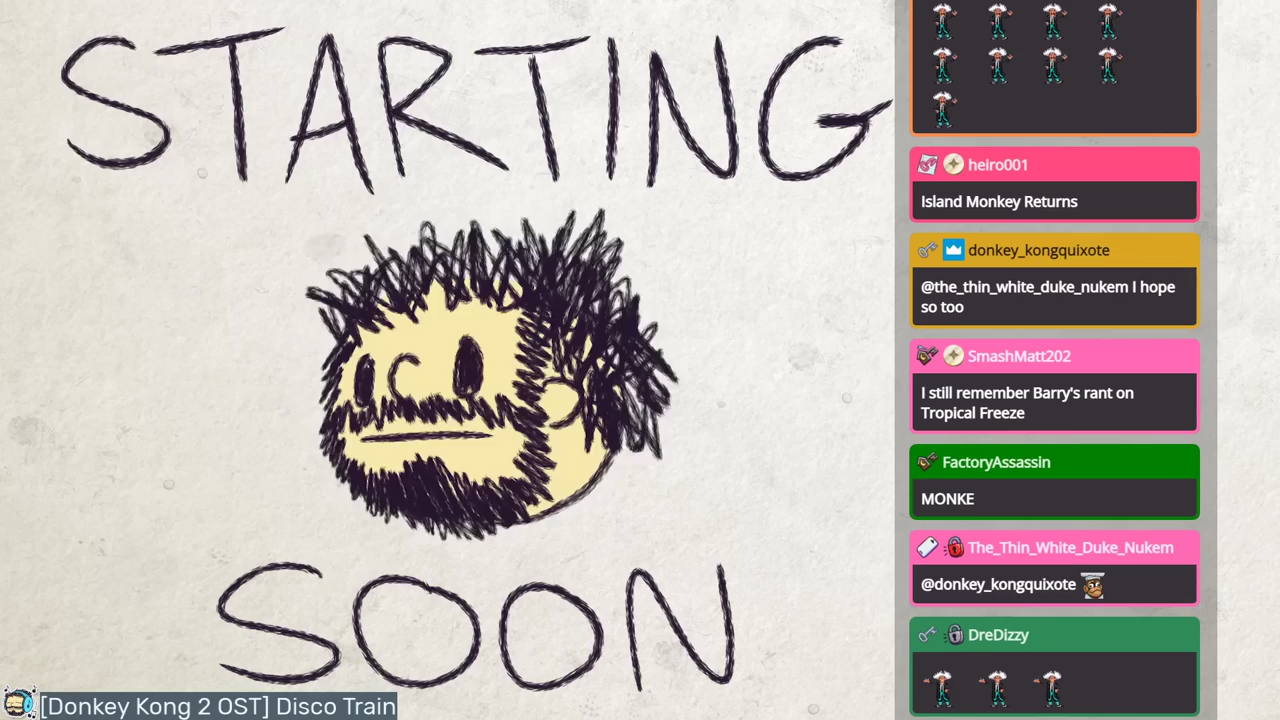 STARTING
SOON
[Donkey Kong 2 OST] Disco Train
heiro001
Island Monkey Returns
donkey_kongquixote
@the_thin_white_duke_nukem I hope
so too
SmashMatt202
I still remember Barry's rant on
Tropical Freeze
FactoryAssassin
MONKE
The_Thin_White_Duke_Nukem
@donkey_kongquixote
DreDizzy